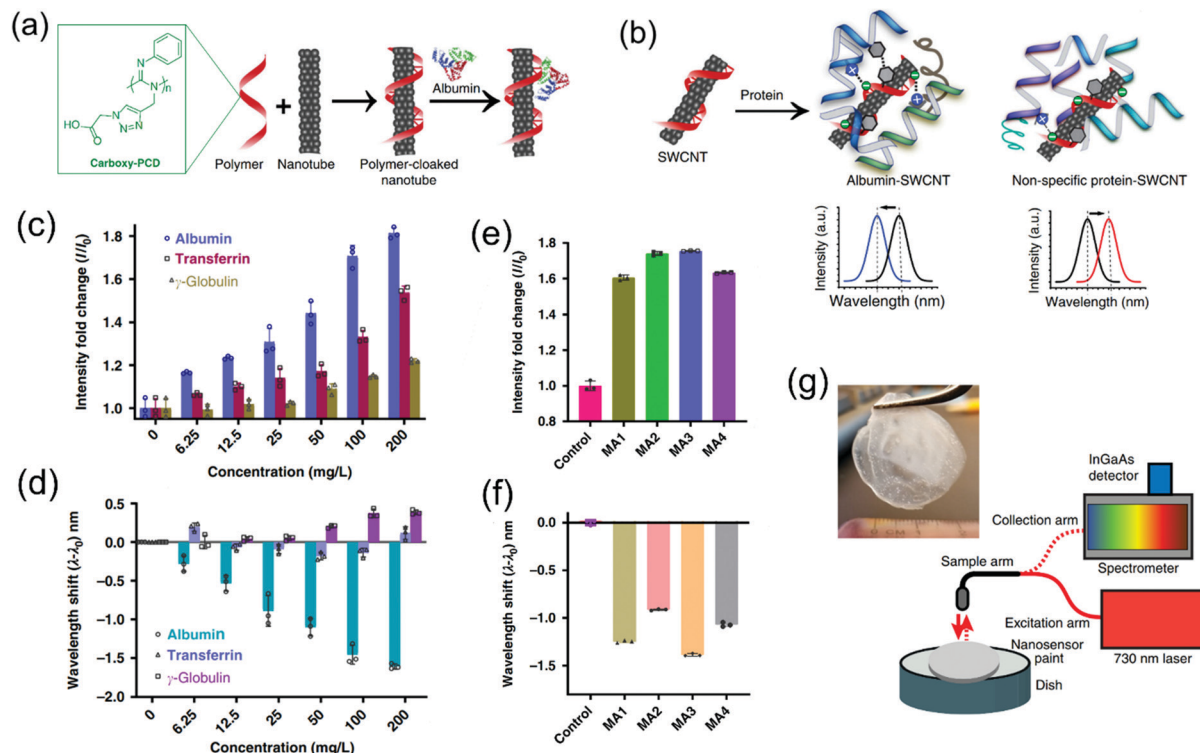 (a)
N
N
n
N
N
N=N
HO
O
Carboxy-PCD
Polymer
+
Nanotube
Polymer-cloaked
nanotube
Albumin
(b)
SWCNT
Protein
Albumin-SWCNT
Non-specific protein-SWCNT
Intensity (a.u.)
Wavelength (nm)
Intensity (a.u.)
Wavelength (nm)
(c)
Intensity fold change (I/I0)
1.8
1.6
1.4
1.2
1.0
Albumin
Transferrin
γ-Globulin
0 6.25 12.5 25 50 100 200
Concentration (mg/L)
(d)
Wavelength shift (λ-λ0) nm
0.5
0.0
−0.5
−1.0
−1.5
−2.0
Albumin
Transferrin
γ-Globulin
0 6.25 12.5 25 50 100 200
Concentration (mg/L)
(e)
Intensity fold change (I/I0)
1.8
1.6
1.4
1.2
1.0
0.8
Control MA1 MA2 MA3 MA4
(f)
Wavelength shift (λ-λ0) nm
0.0
−0.5
−1.0
−1.5
Control MA1 MA2 MA3 MA4
(g)
InGaAs
detector
Collection arm
Spectrometer
Sample arm
Excitation arm
Nanosensor
paint
730 nm laser
Dish